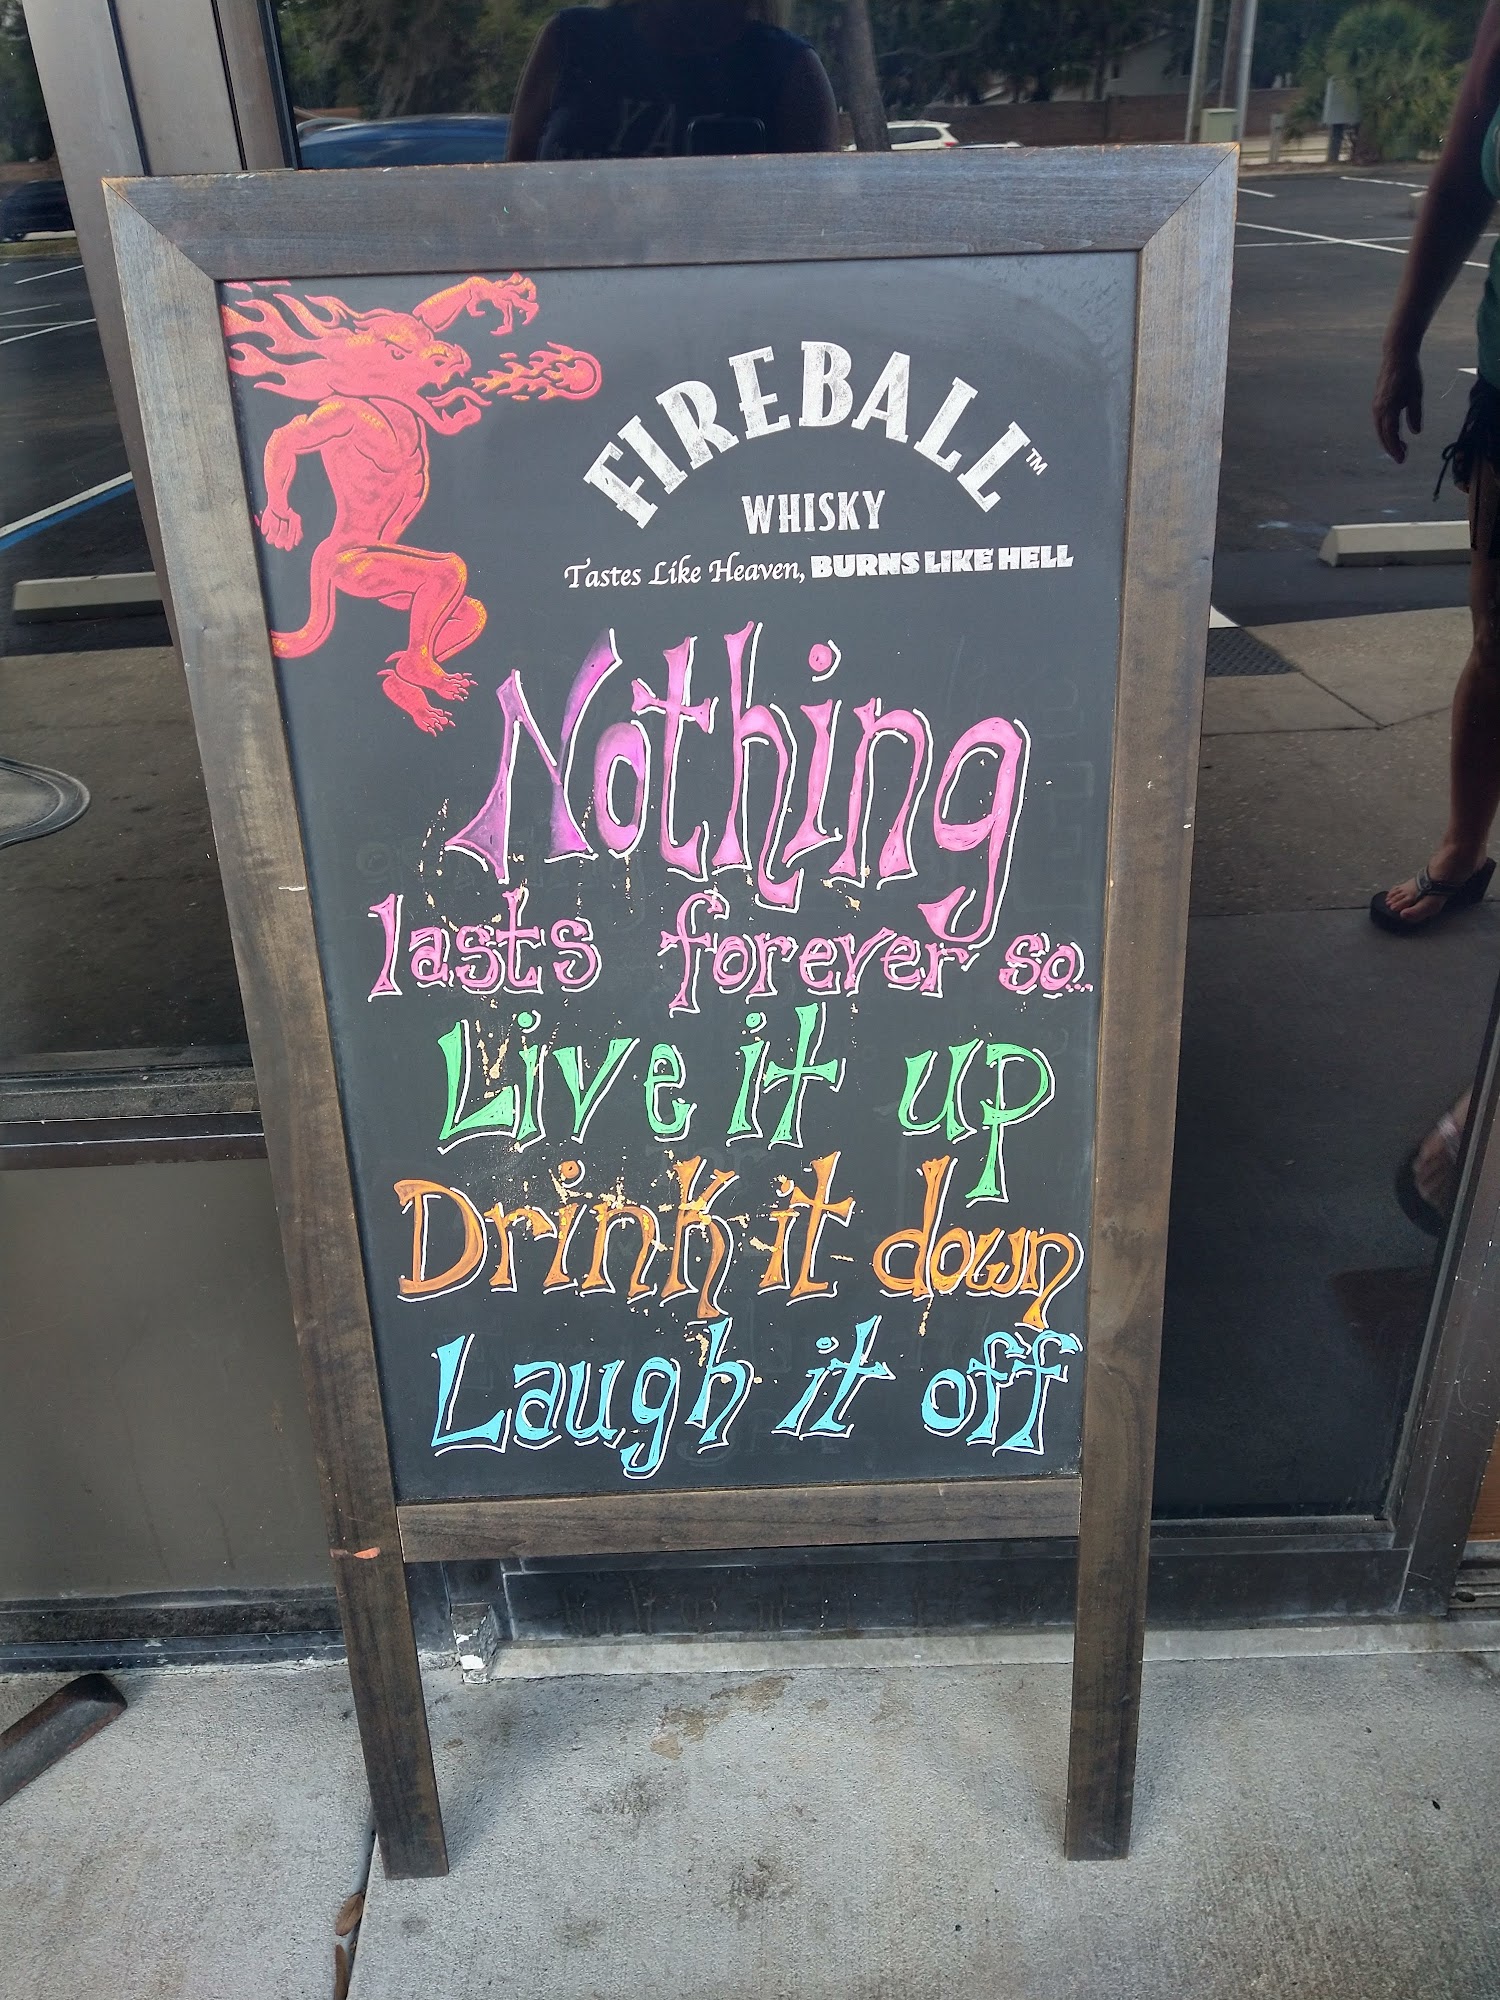 FIREBALL™
WHISKY
Tastes Like Heaven, BURNS LIKE HELL
Nothing
lasts forever so...
Live it up
Drink it down
Laugh it off